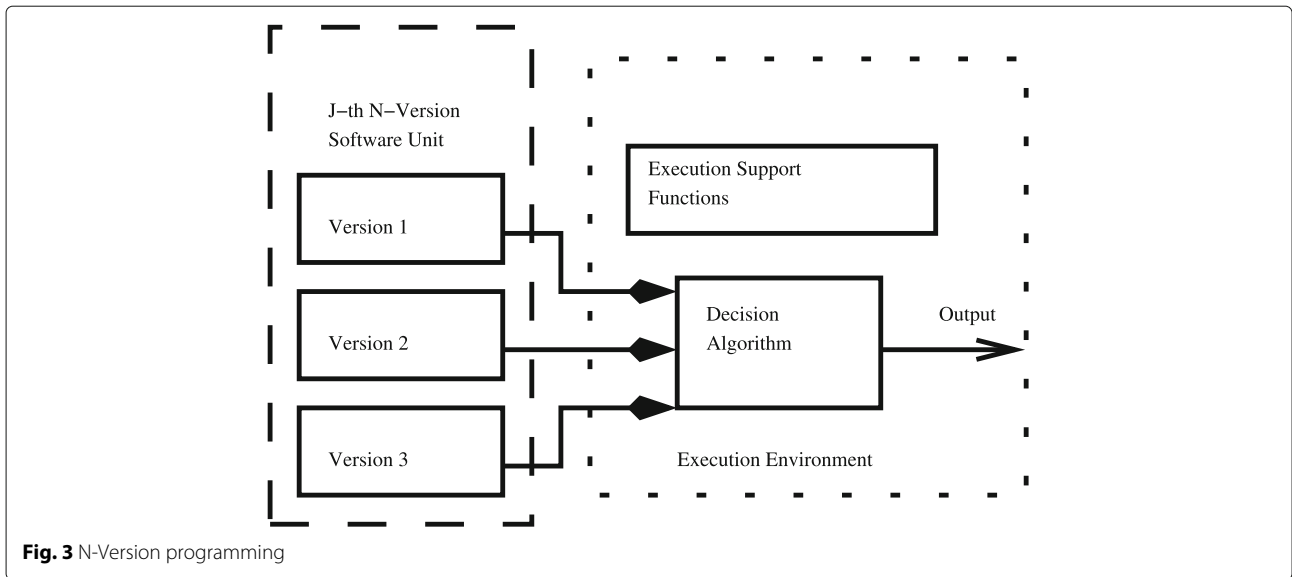 J−th N−Version
Software Unit
Version 1
Version 2
Version 3
Execution Support
Functions
Decision
Algorithm
Output
Execution Environment
Fig. 3 N-Version programming